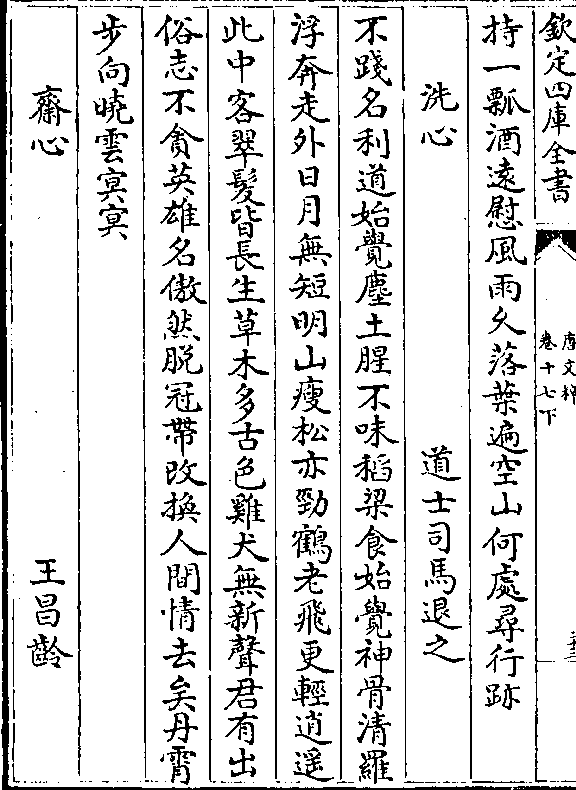 欽定四庫全書
唐文粹
卷十七下
持一瓢酒遠慰風雨夕落葉遍空山何處尋行跡
洗心 道士司馬退之
不踐名利道始覺塵土腥不味稻粱食始覺神骨清羅
浮奔走外日月無短明山瘦松亦勁鶴老飛更輕逍遥
此中客翠髮皆長生草木多古色雞犬無新聲君有出
俗志不貪英雄名傲然脱冠帶改換人間情去矣丹霄
步向曉雲冥冥
齋心 王昌齡